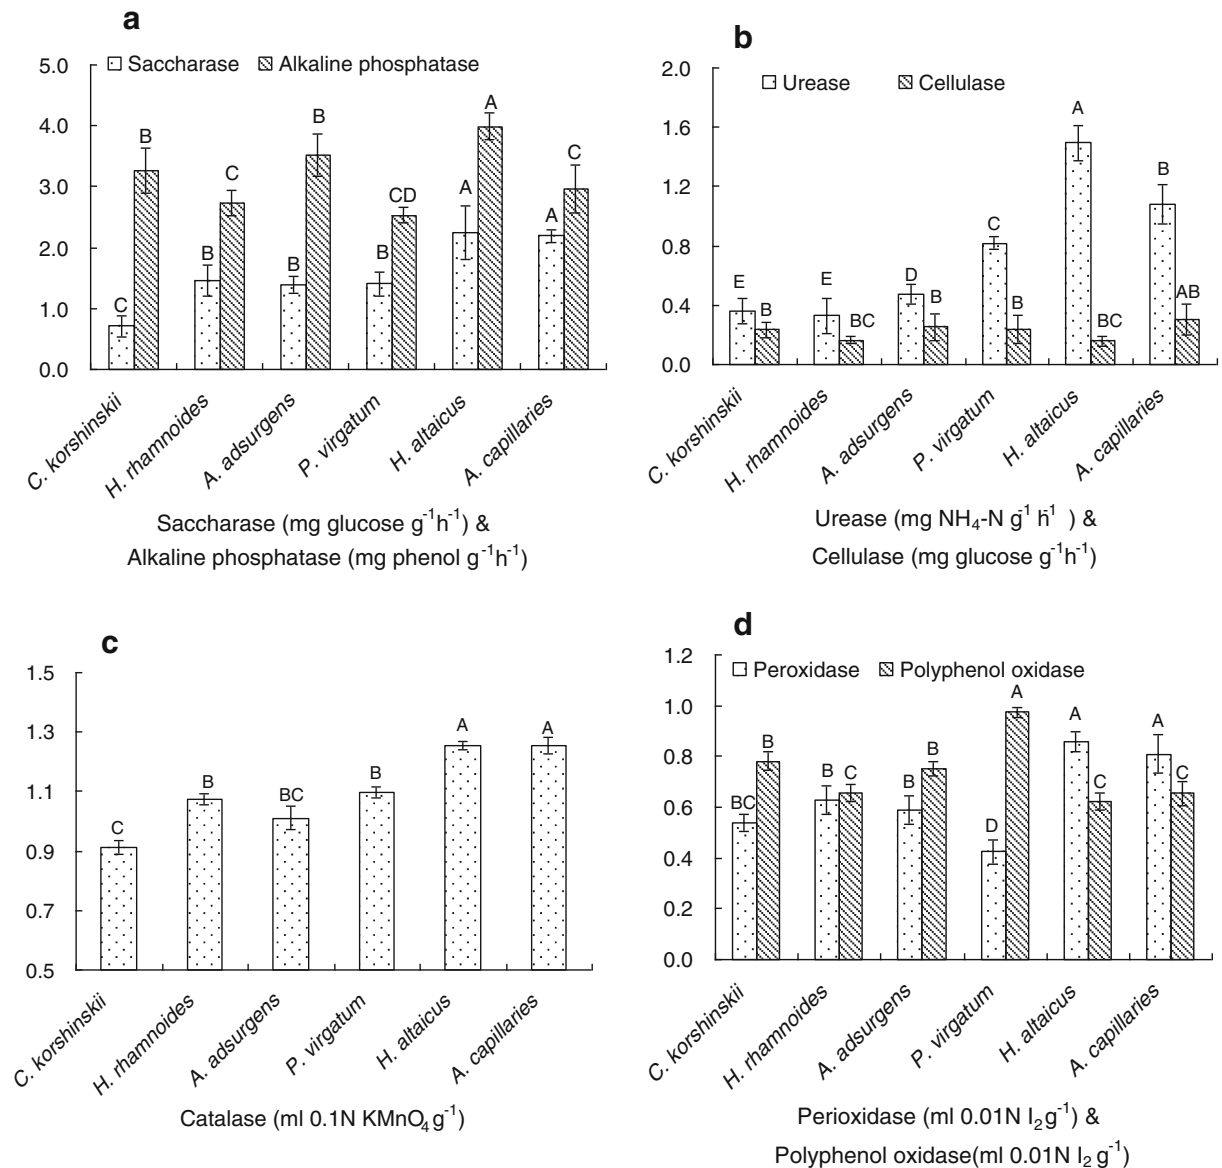 a
Saccharase Alkaline phosphatase
5.0
4.0
3.0
2.0
1.0
0.0
C B B C B B B CD A A A C
C. korshinskii
H. rhamnoides
A. adsurgens
P. virgatum
H. altaicus
A. capillaries
Saccharase (mg glucose g⁻¹h⁻¹) &
Alkaline phosphatase (mg phenol g⁻¹h⁻¹)
b
Urease Cellulase
2.0
1.6
1.2
0.8
0.4
0.0
E B E BC D B C B A BC B AB
C. korshinskii
H. rhamnoides
A. adsurgens
P. virgatum
H. altaicus
A. capillaries
Urease (mg NH₄-N g⁻¹ h¹ ) &
Cellulase (mg glucose g⁻¹h⁻¹)
c
1.5
1.3
1.1
0.9
0.7
0.5
C B BC B A A
C. korshinskii
H. rhamnoides
A. adsurgens
P. virgatum
H. altaicus
A. capillaries
Catalase (ml 0.1N KMnO₄g⁻¹)
d
Peroxidase Polyphenol oxidase
1.2
1.0
0.8
0.6
0.4
0.2
0.0
BC B B C B B D A A C A C
C. korshinskii
H. rhamnoides
A. adsurgens
P. virgatum
H. altaicus
A. capillaries
Perioxidase (ml 0.01N I₂g⁻¹) &
Polyphenol oxidase(ml 0.01N I₂ g⁻¹)